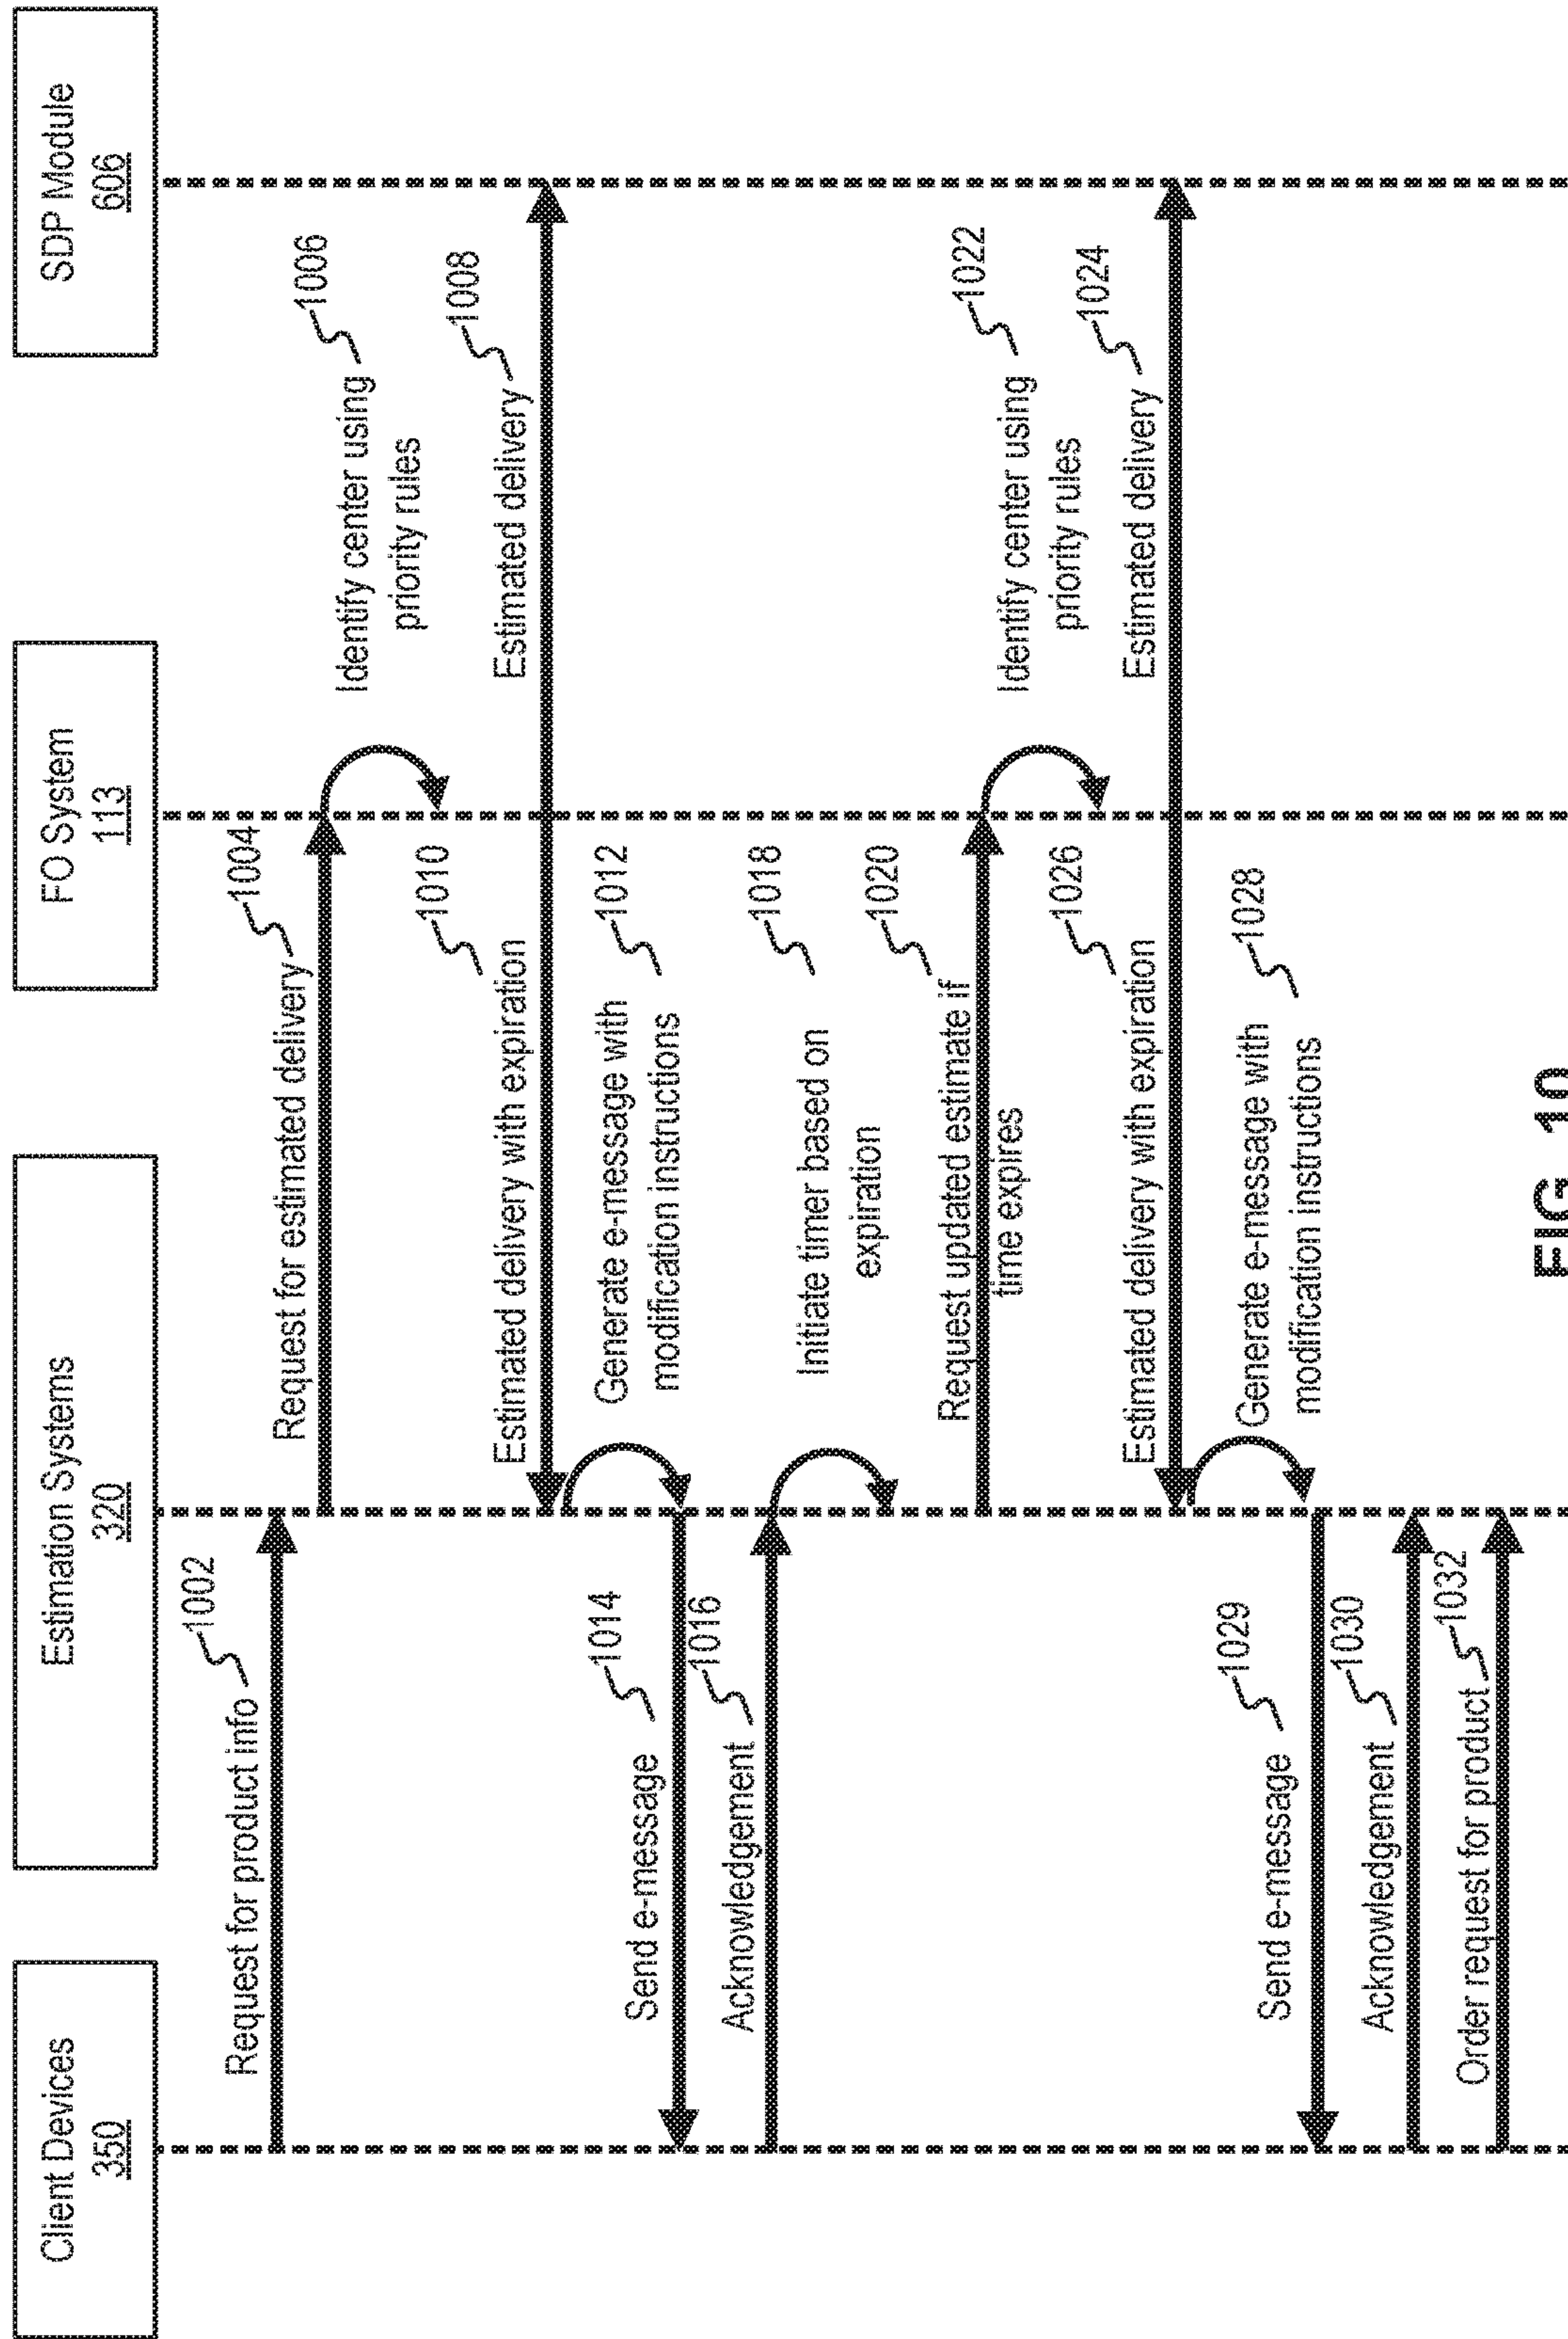 Client Devices
350
Estimation Systems
320
FO System
113
SDP Module
606
1002
Request for product info
1004
Request for estimated delivery
1006
Identify center using
priority rules
1008
Estimated delivery
1010
Estimated delivery with expiration
1012
Generate e-message with
modification instructions
1014
Send e-message
1016
Acknowledgement
1018
Initiate timer based on
expiration
1020
Request updated estimate if
time expires
1022
Identify center using
priority rules
1024
Estimated delivery
1026
Estimated delivery with expiration
1028
Generate e-message with
modification instructions
1029
Send e-message
1030
Acknowledgement
1032
Order request for product
FIG. 10